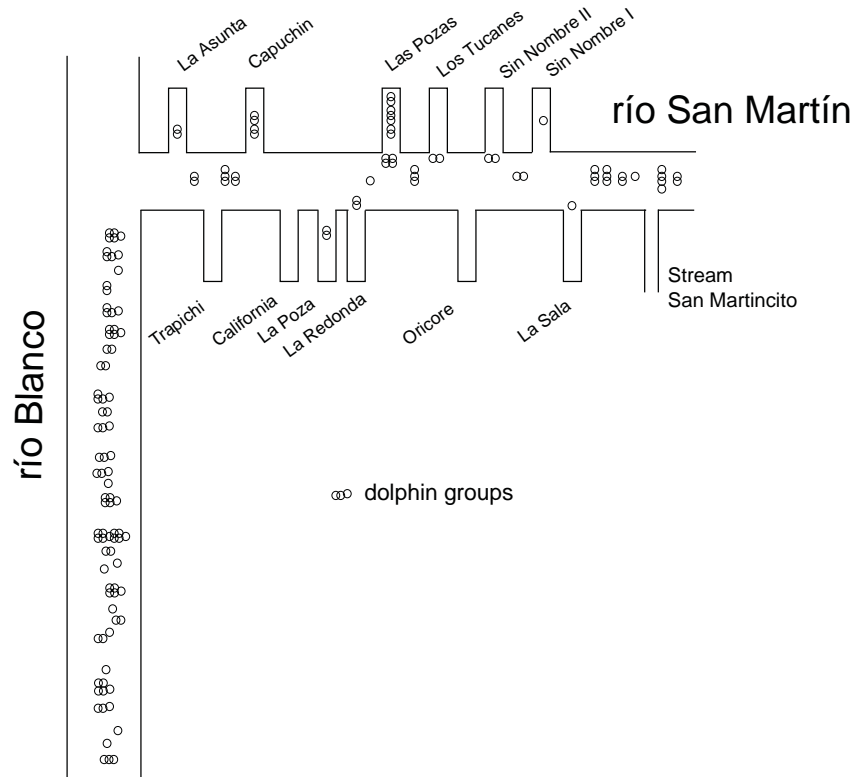 La Asunta
Capuchin
Las Pozas
Los Tucanes
Sin Nombre II
Sin Nombre I
río San Martín
Trapichi
California
La Poza
La Redonda
Oricore
La Sala
Stream
San Martincito
río Blanco
dolphin groups